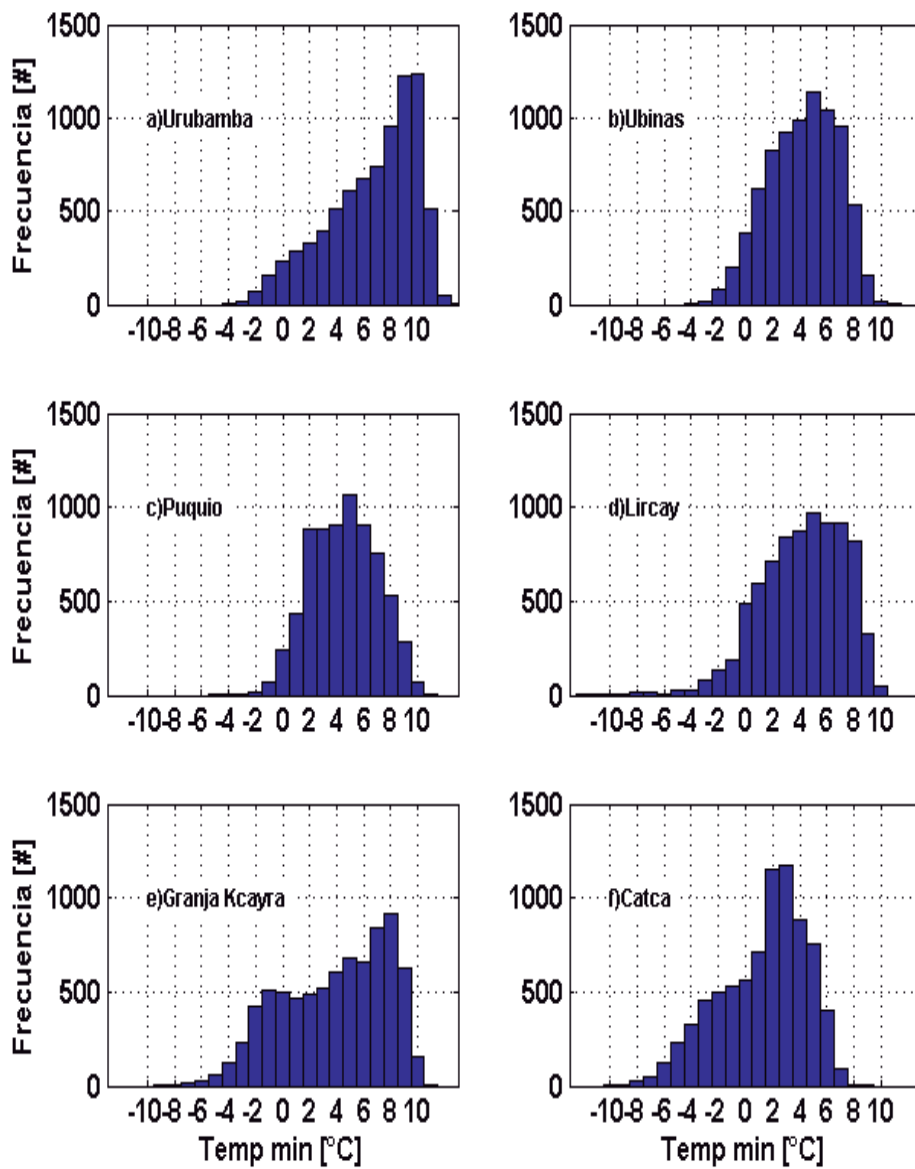 1500
1000
500
0
Frecuencia [#]
a)Urubamba
-10-8 -6 -4 -2 0 2 4 6 8 10
1500
1000
500
0
b)Ubinas
-10-8 -6 -4 -2 0 2 4 6 8 10
1500
1000
500
0
Frecuencia [#]
c)Puquio
-10-8 -6 -4 -2 0 2 4 6 8 10
1500
1000
500
0
d)Lircay
-10-8 -6 -4 -2 0 2 4 6 8 10
1500
1000
500
0
Frecuencia [#]
e)Granja Kcayra
-10-8 -6 -4 -2 0 2 4 6 8 10
Temp min [°C]
1500
1000
500
0
f)Catca
-10-8 -6 -4 -2 0 2 4 6 8 10
Temp min [°C]